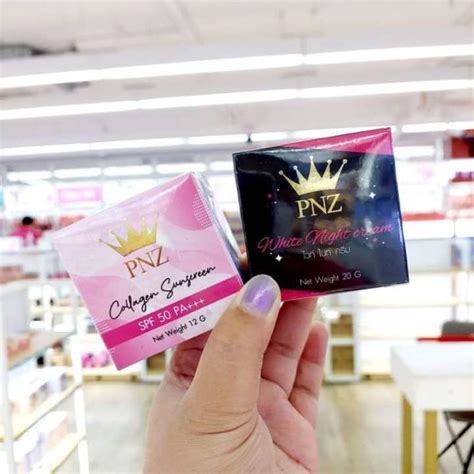 PNZ
Collagen Sunsereen
SPF 50 PA+++
Net Weight 12 G
PNZ
White Night cream
ไวท์ ไนท์ ครีม
Net Weight 20 G